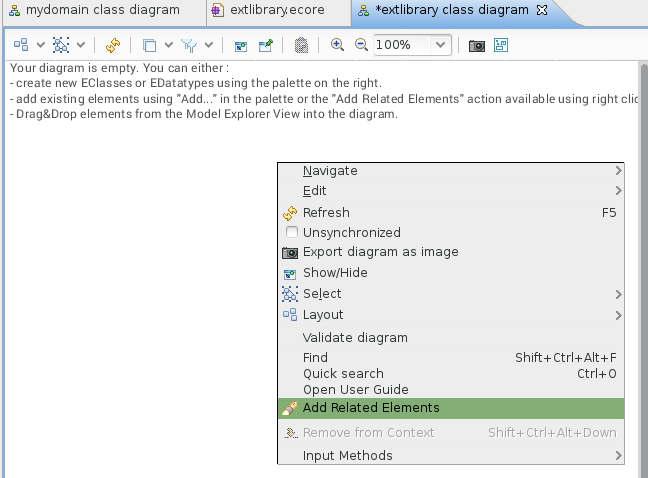 mydomain class diagram
extlibrary.ecore
*extlibrary class diagram
100%
Your diagram is empty. You can either :
- create new EClasses or EDatatypes using the palette on the right.
- add existing elements using "Add..." in the palette or the "Add Related Elements" action available using right clic
- Drag&Drop elements from the Model Explorer View into the diagram.
Navigate
Edit
Refresh F5
Unsynchronized
Export diagram as image
Show/Hide
Select
Layout
Validate diagram
Find Shift+Ctrl+Alt+F
Quick search Ctrl+O
Open User Guide
Add Related Elements
Remove from Context Shift+Ctrl+Alt+Down
Input Methods